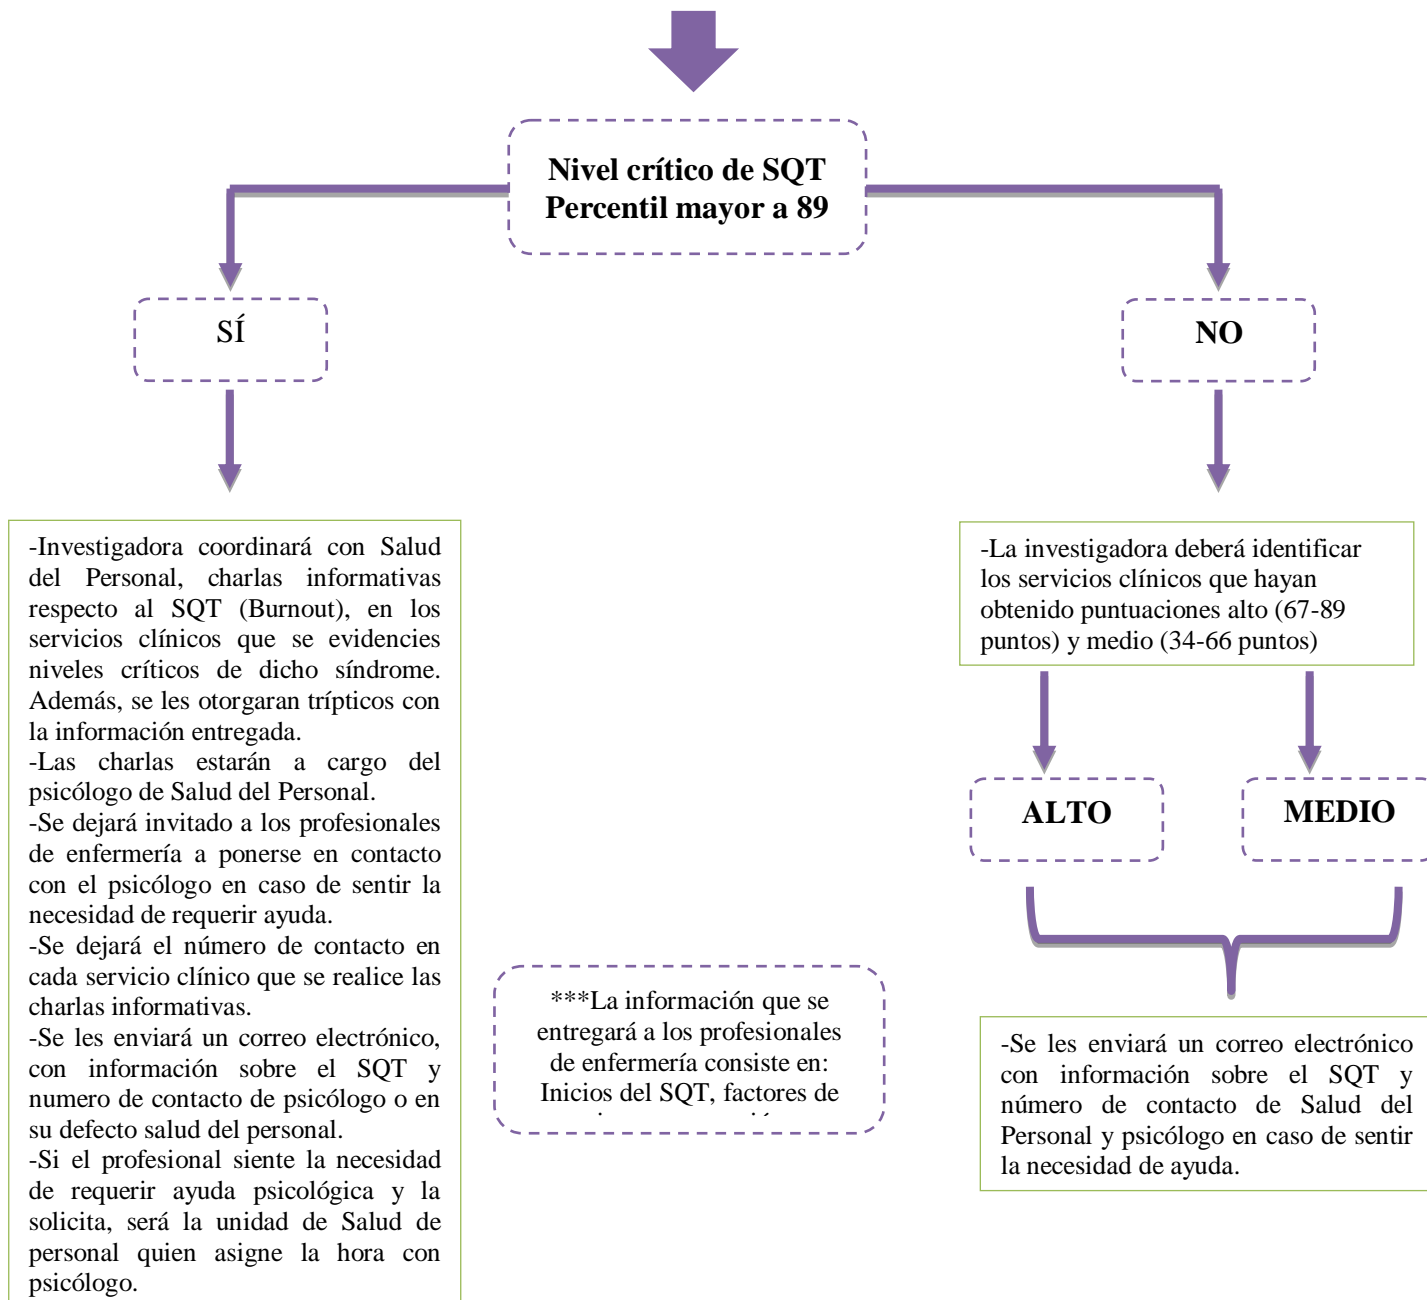 Nivel crítico de SQT
Percentil mayor a 89
SÍ
NO
-Investigadora coordinará con Salud
del Personal, charlas informativas
respecto al SQT (Burnout), en los
servicios clínicos que se evidencies
niveles críticos de dicho síndrome.
Además, se les otorgaran trípticos con
la información entregada.
-Las charlas estarán a cargo del
psicólogo de Salud del Personal.
-Se dejará invitado a los profesionales
de enfermería a ponerse en contacto
con el psicólogo en caso de sentir la
necesidad de requerir ayuda.
-Se dejará el número de contacto en
cada servicio clínico que se realice las
charlas informativas.
-Se les enviará un correo electrónico,
con información sobre el SQT y
numero de contacto de psicólogo o en
su defecto salud del personal.
-Si el profesional siente la necesidad
de requerir ayuda psicológica y la
solicita, será la unidad de Salud de
personal quien asigne la hora con
psicólogo.
-La investigadora deberá identificar
los servicios clínicos que hayan
obtenido puntuaciones alto (67-89
puntos) y medio (34-66 puntos)
ALTO
MEDIO
***La información que se
entregará a los profesionales
de enfermería consiste en:
Inicios del SQT, factores de
-Se les enviará un correo electrónico
con información sobre el SQT y
número de contacto de Salud del
Personal y psicólogo en caso de sentir
la necesidad de ayuda.